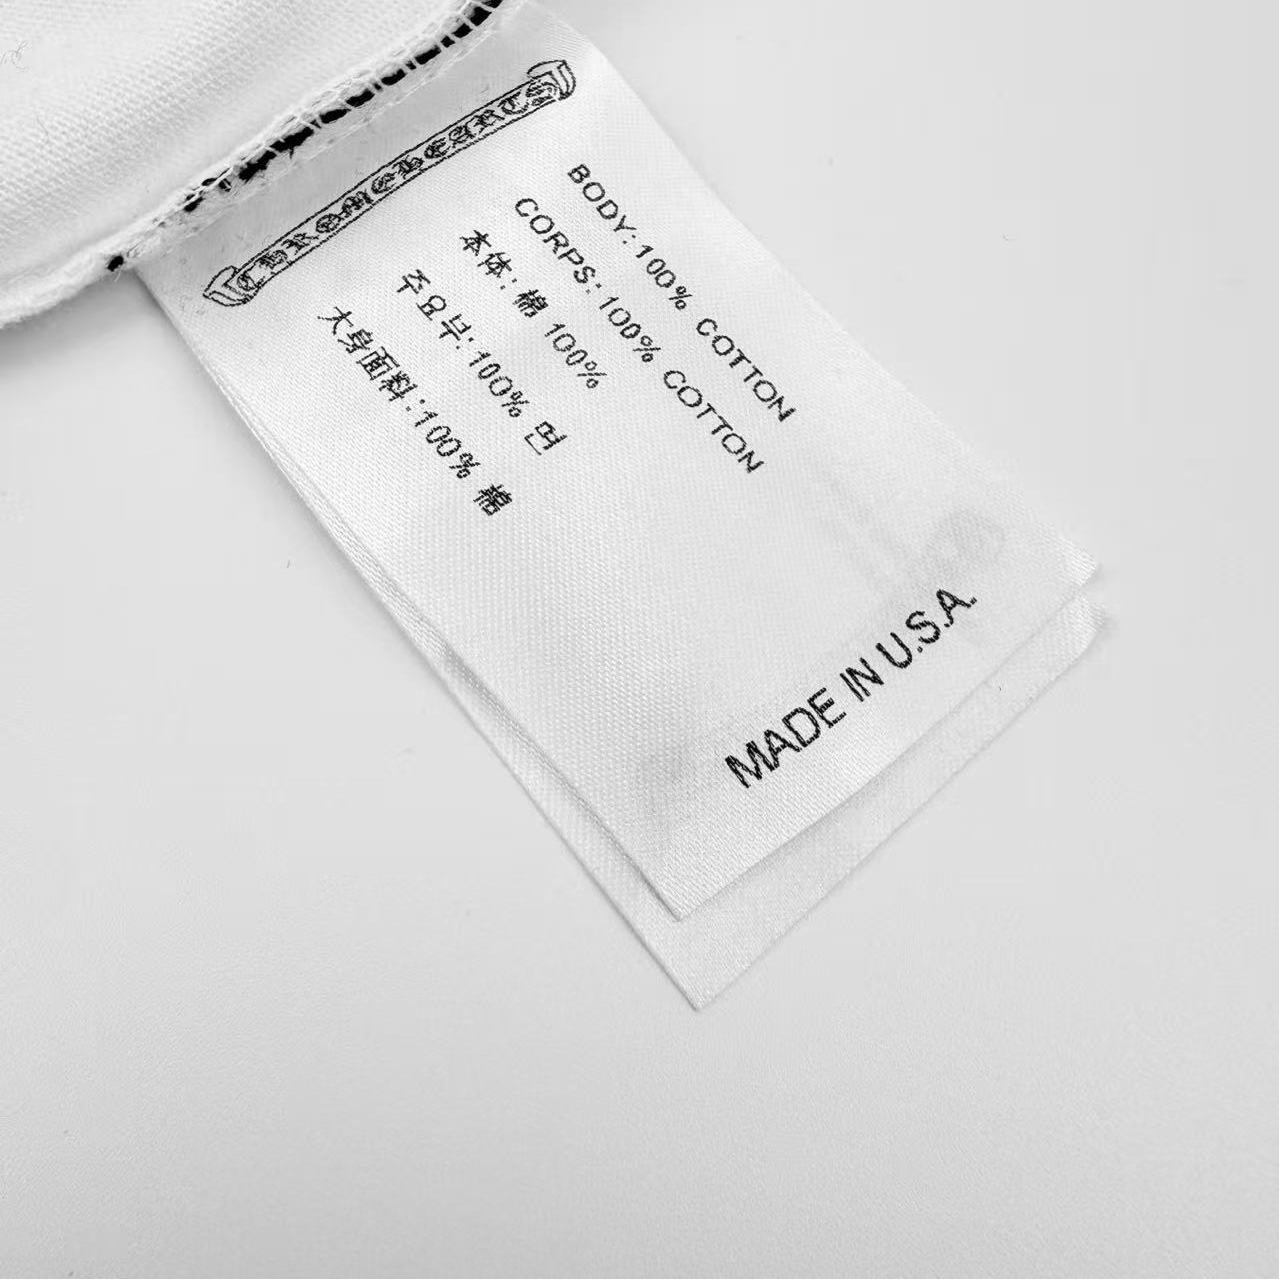 CHROME HEARTS
BODY: 100% COTTON
CORPS: 100% COTTON
本体: 棉 100%
주요부: 100% 면
大身面料: 100% 棉
MADE IN U.S.A.